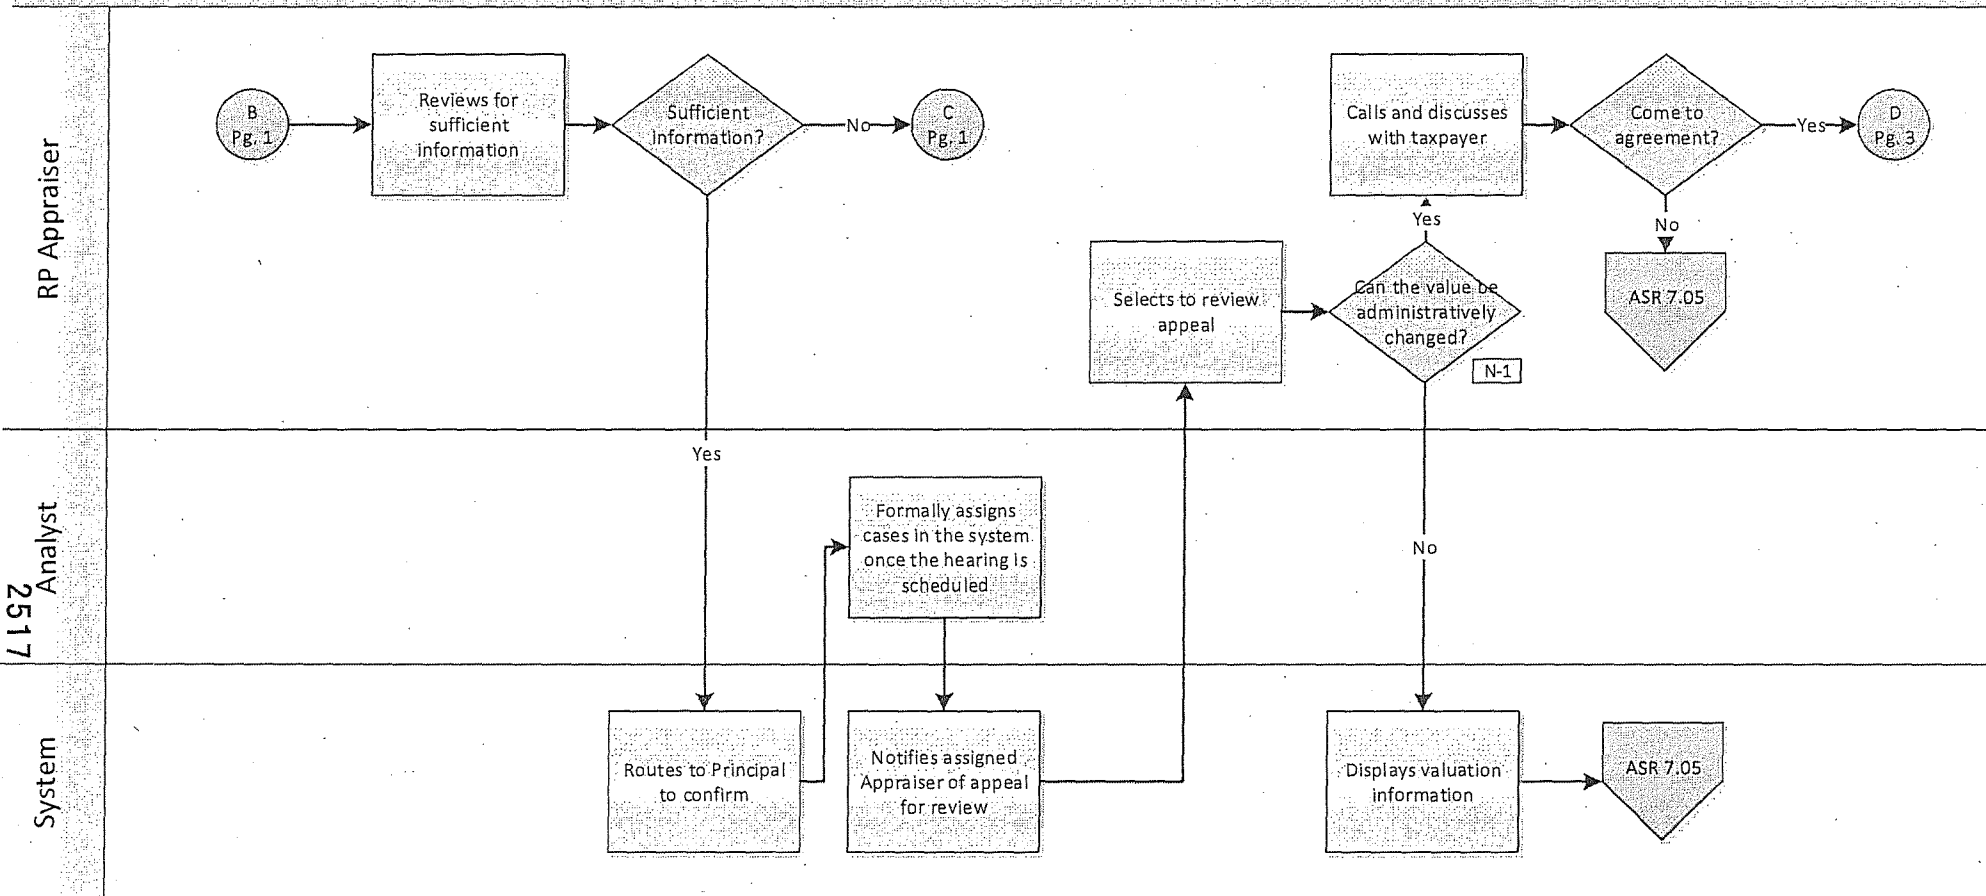 RP Appraiser
B
Pg. 1
Reviews for
sufficient
information
Sufficient
information?
No
C
Pg. 1
Calls and discusses
with taxpayer
Come to
agreement?
Yes
D
Pg. 3
Yes
No
Selects to review
appeal
Can the value be
administratively
changed?
N-1
ASR 7.05
Analyst
2517
Yes
Formally assigns
cases in the system
once the hearing is
scheduled
No
System
Routes to Principal
to confirm
Notifies assigned
Appraiser of appeal
for review
Displays valuation
information
ASR 7.05